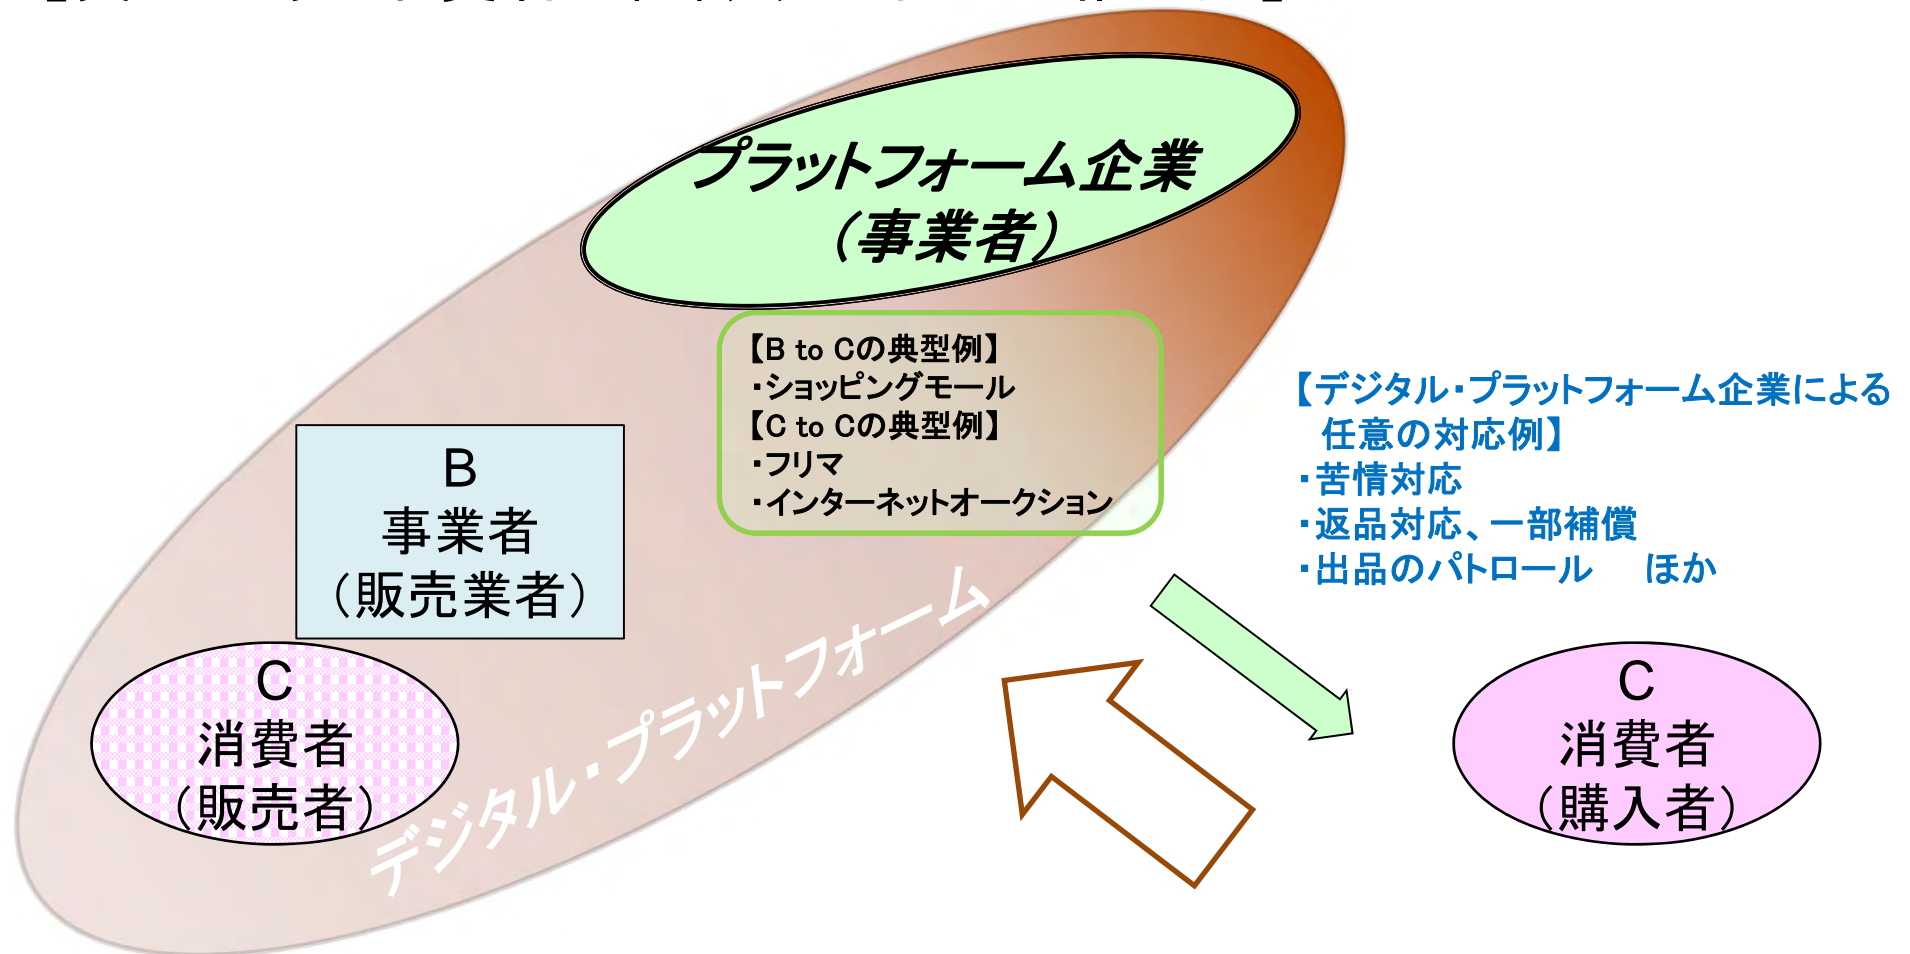 プラットフォーム企業
（事業者）
【B to Cの典型例】
・ショッピングモール
【C to Cの典型例】
・フリマ
・インターネットオークション
【デジタル・プラットフォーム企業による
任意の対応例】
・苦情対応
・返品対応、一部補償
・出品のパトロール　ほか
B
事業者
（販売業者）
C
消費者
（販売者）
デジタル・プラットフォーム
C
消費者
（購入者）